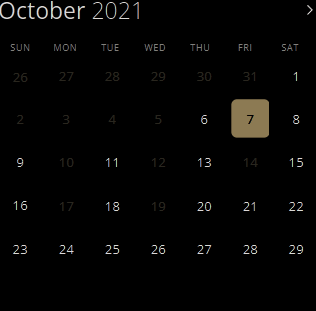 October 2021 >
SUN MON TUE WED THU FRI SAT
26 27 28 29 30 31 1
2 3 4 5 6 7 8
9 10 11 12 13 14 15
16 17 18 19 20 21 22
23 24 25 26 27 28 29